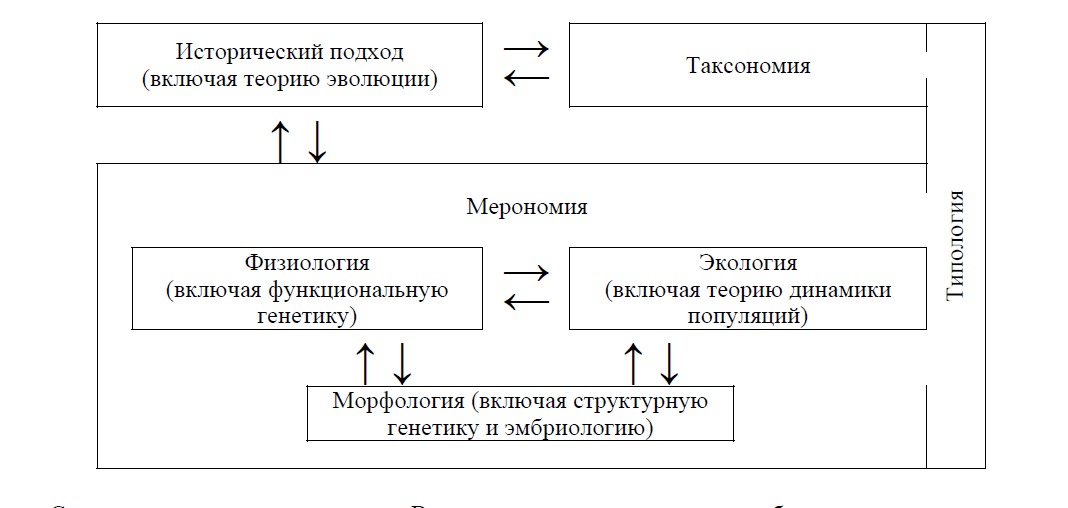 Исторический подход
(включая теорию эволюции)
Таксономия
Мерономия
Типология
Физиология
(включая функциональную
генетику)
Экология
(включая теорию динамики
популяций)
Морфология (включая структурную
генетику и эмбриологию)